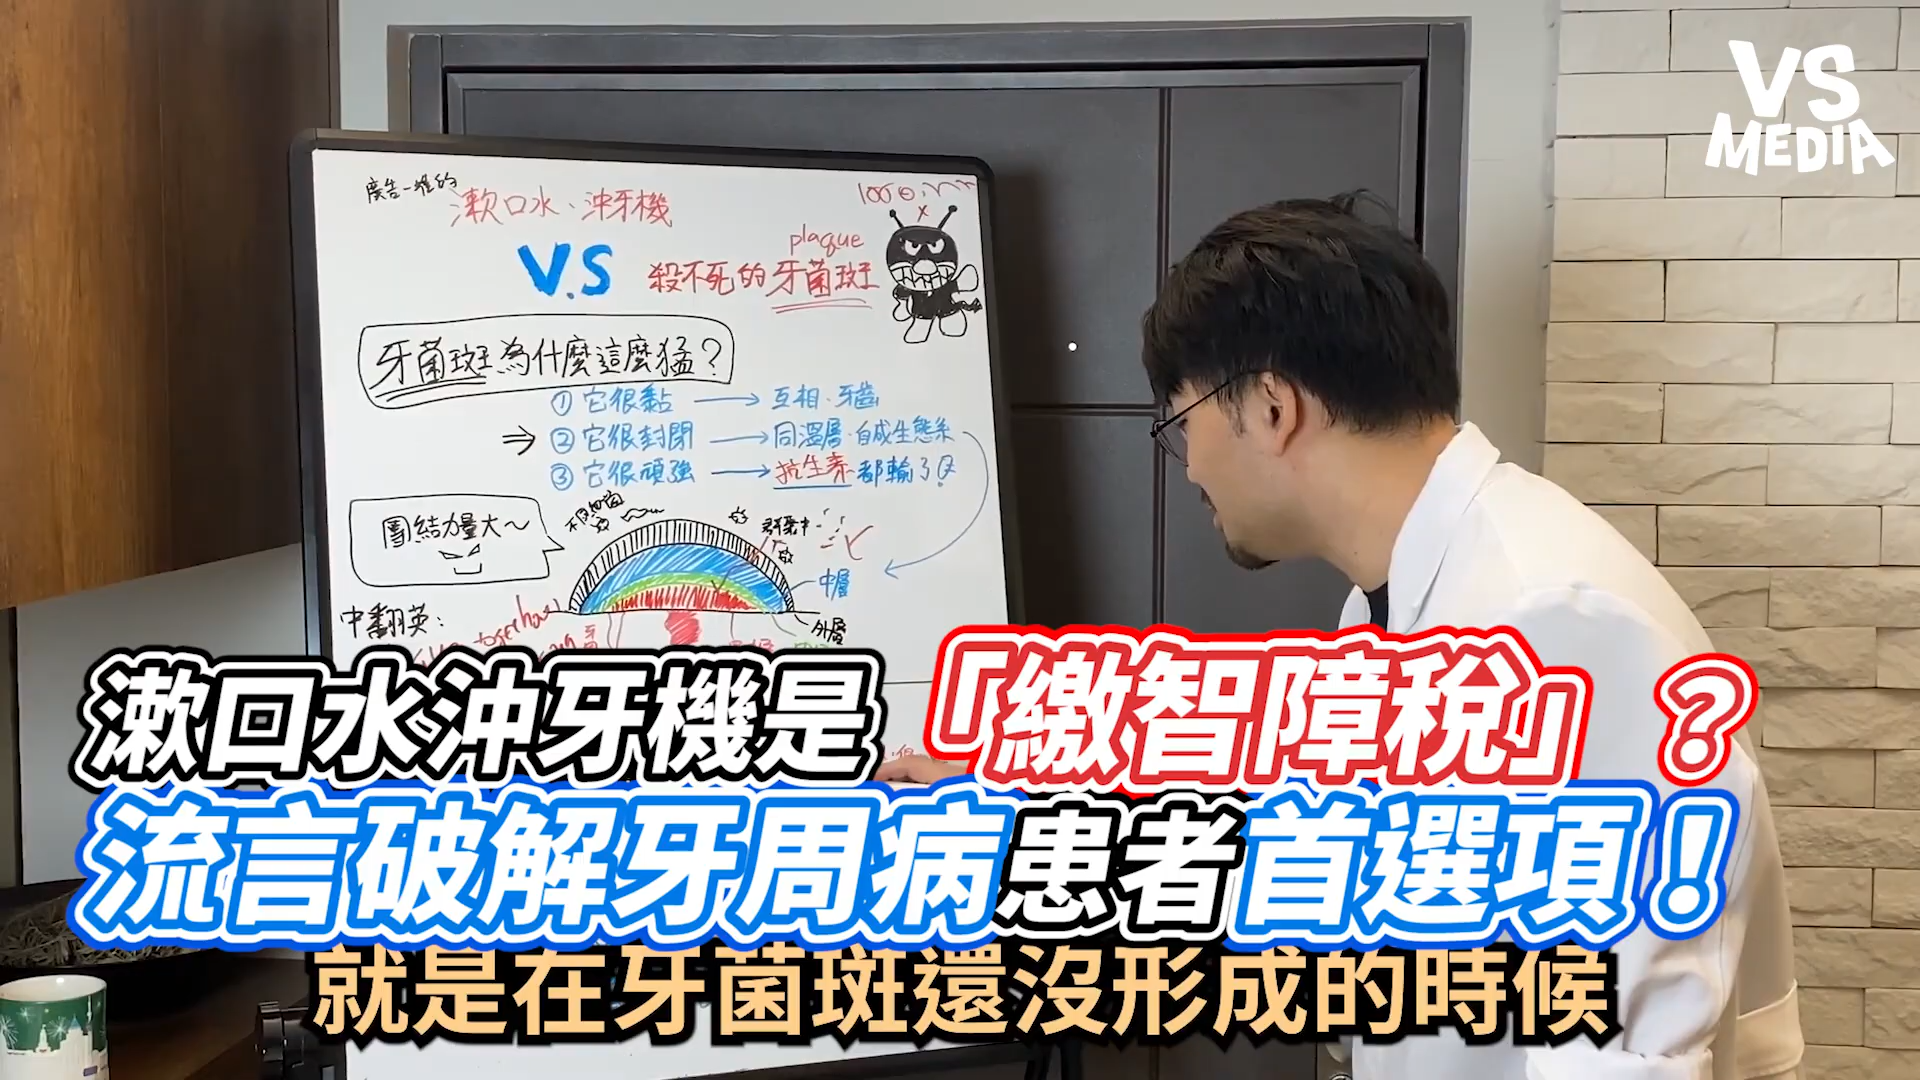 VS
MEDIA
廣告一堆的
漱口水、沖牙機
V.S
plaque
殺不死的牙菌斑
牙菌斑為什麼這麼猛?
① 它很黏 → 互相.牙齒
⇒ ② 它很封閉 → 同溫層.自成生態系
③ 它很頑強 → 抗生素都輸了
團結力量大~
中層
外層
中翻英:
漱口水沖牙機是「繳智障稅」?
流言破解牙周病患者首選項!
就是在牙菌斑還沒形成的時候